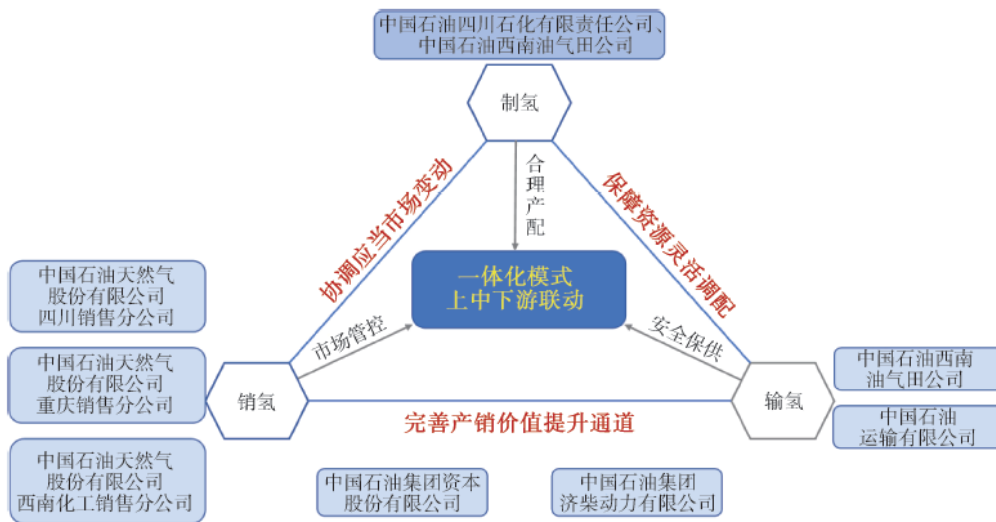 中国石油四川石化有限责任公司、
中国石油西南油气田公司
制氢
合理产配
协调应当市场变动
保障资源灵活调配
一体化模式
上中下游联动
市场管控
安全保供
中国石油天然气
股份有限公司
四川销售分公司
中国石油天然气
股份有限公司
重庆销售分公司
中国石油天然气
股份有限公司
西南化工销售分公司
销氢
完善产销价值提升通道
输氢
中国石油西南
油气田公司
中国石油
运输有限公司
中国石油集团资本
股份有限公司
中国石油集团
济柴动力有限公司